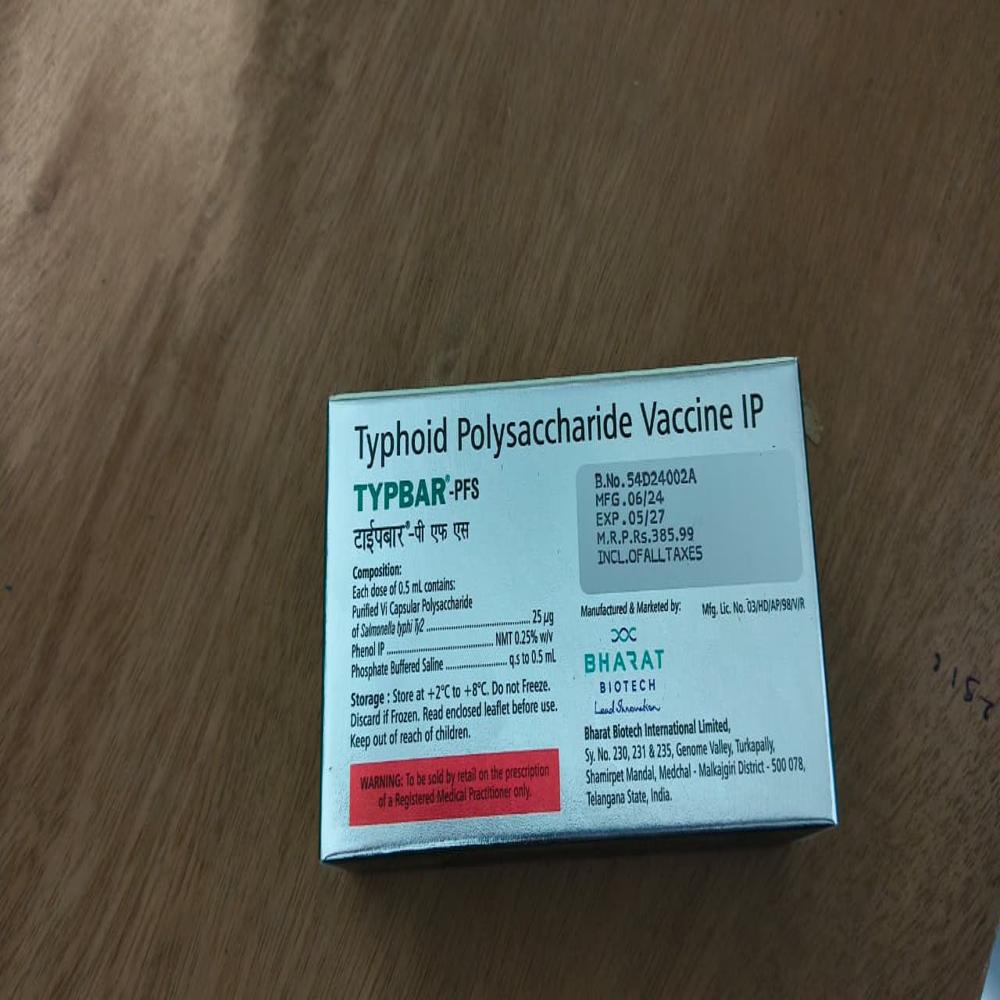 Typhoid Polysaccharide Vaccine IP
TYPBAR®-PFS
टाईपबार®-पी एफ एस
Composition:
Each dose of 0.5 mL contains:
Purified Vi Capsular Polysaccharide
of Salmonella typhi Ty2 ........................ 25 µg
Phenol IP ........................ NMT 0.25% w/v
Phosphate Buffered Saline ........................ q.s to 0.5 mL
Storage : Store at +2°C to +8°C. Do not Freeze.
Discard if Frozen. Read enclosed leaflet before use.
Keep out of reach of children.
WARNING: To be sold by retail on the prescription
of a Registered Medical Practitioner only.
B.No.54D24002A
MFG.06/24
EXP.05/27
M.R.P.Rs.385.99
INCL.OFALLTAXES
Manufactured & Marketed by:
Mfg. Lic. No. 03/HD/AP/98/V/R
BHARAT
BIOTECH
Lead Innovation
Bharat Biotech International Limited,
Sy. No. 230, 231 & 235, Genome Valley, Turkapally,
Shamirpet Mandal, Medchal - Malkajgiri District - 500 078,
Telangana State, India.